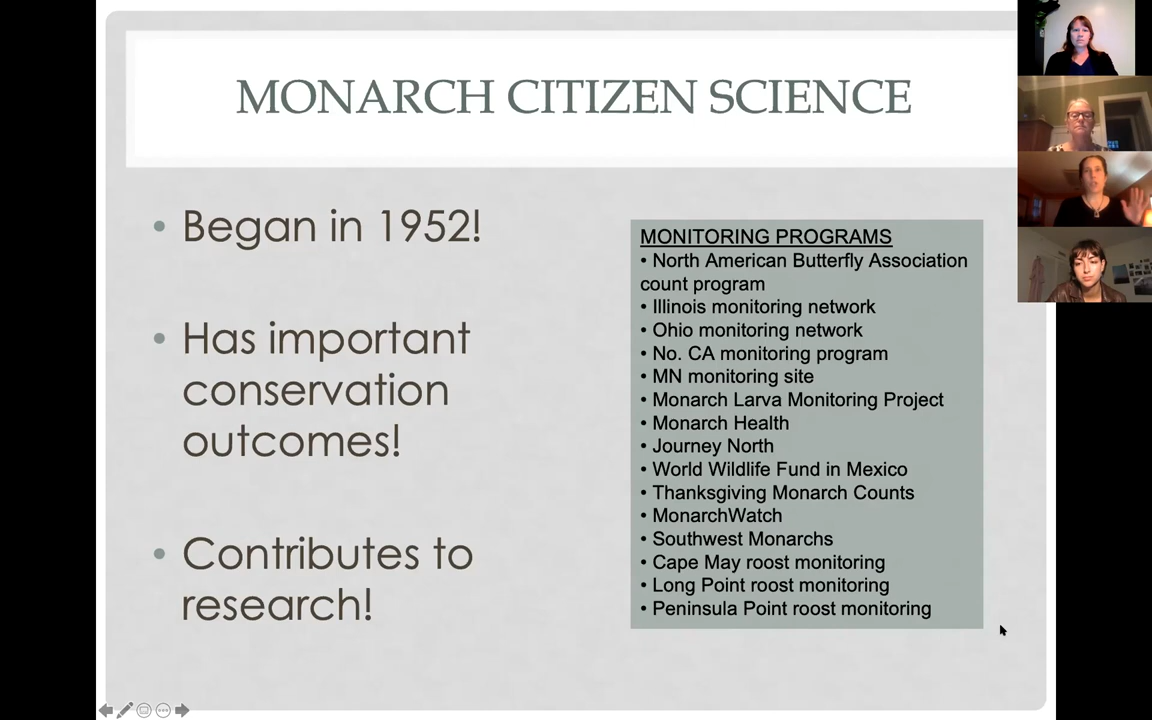 MONARCH CITIZEN SCIENCE
• Began in 1952!
• Has important
conservation
outcomes!
• Contributes to
research!
MONITORING PROGRAMS
• North American Butterfly Association
count program
• Illinois monitoring network
• Ohio monitoring network
• No. CA monitoring program
• MN monitoring site
• Monarch Larva Monitoring Project
• Monarch Health
• Journey North
• World Wildlife Fund in Mexico
• Thanksgiving Monarch Counts
• MonarchWatch
• Southwest Monarchs
• Cape May roost monitoring
• Long Point roost monitoring
• Peninsula Point roost monitoring